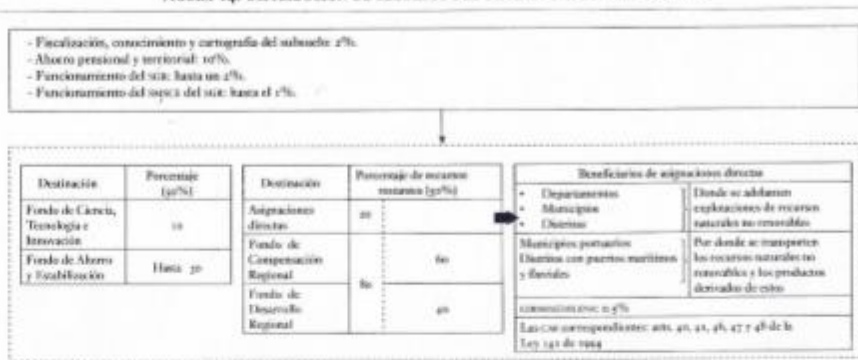 - Fiscalización, conocimiento y cartografía del subsuelo: 2%.
- Ahorro pensional y territorial: 10%.
- Funcionamiento del SGR: hasta un 2%.
- Funcionamiento del del SGR: hasta el 1%.
Destinación
Porcentaje
Fondo de Ciencia,
Tecnología e
Innovación
10
Fondo de Ahorro
y Estabilización
Hasta 30
Destinación
Porcentaje de recursos
restantes
Asignaciones
directas
20
Fondo de
Compensación
Regional
60
80
Fondo de
Desarrollo
Regional
40
Beneficiarios de asignaciones directas
• Departamentos
• Municipios
• Distritos
Donde se adelanten
explotaciones de recursos
naturales no renovables
Municipios portuarios
Distritos con puertos marítimos
y fluviales
Por donde se transporten
los recursos naturales no
renovables y los productos
derivados de estos
Las CAR correspondientes: arts. 40, 41, 46, 47 y 48 de la
Ley 141 de 1994